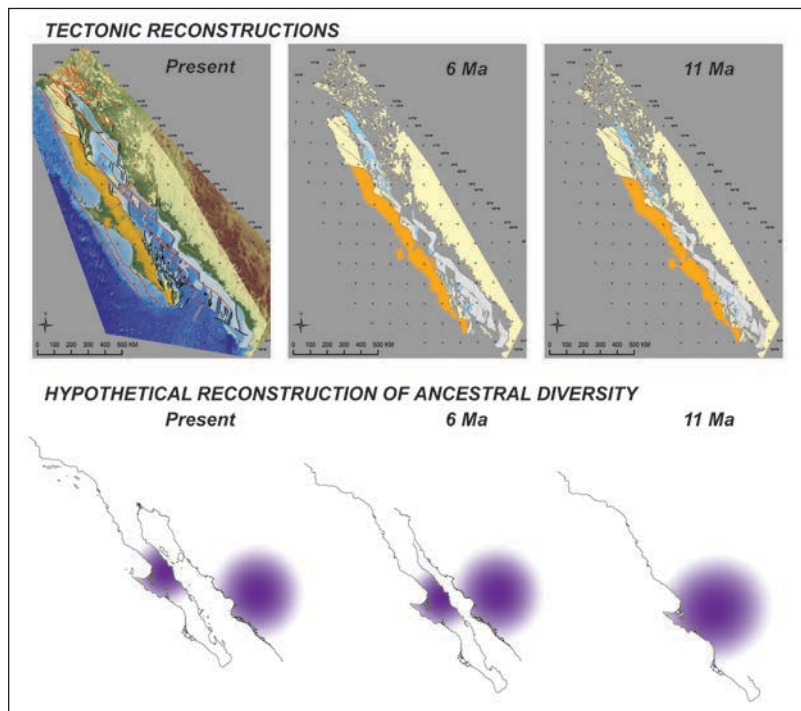 TECTONIC RECONSTRUCTIONS
Present
6 Ma
11 Ma
0 100 200 300 400 500 KM
0 100 200 300 400 500 KM
0 100 200 300 400 500 KM
HYPOTHETICAL RECONSTRUCTION OF ANCESTRAL DIVERSITY
Present
6 Ma
11 Ma